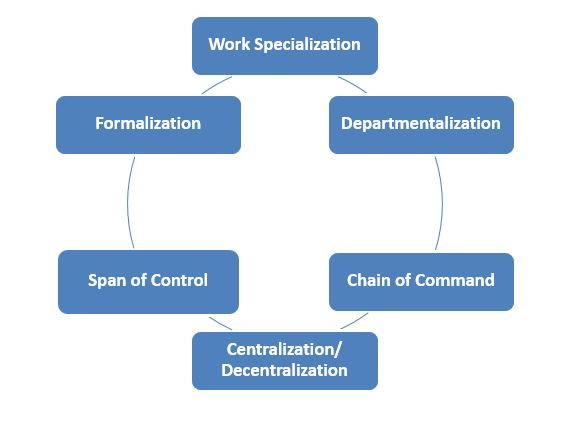 Work Specialization
Formalization
Departmentalization
Span of Control
Chain of Command
Centralization/
Decentralization